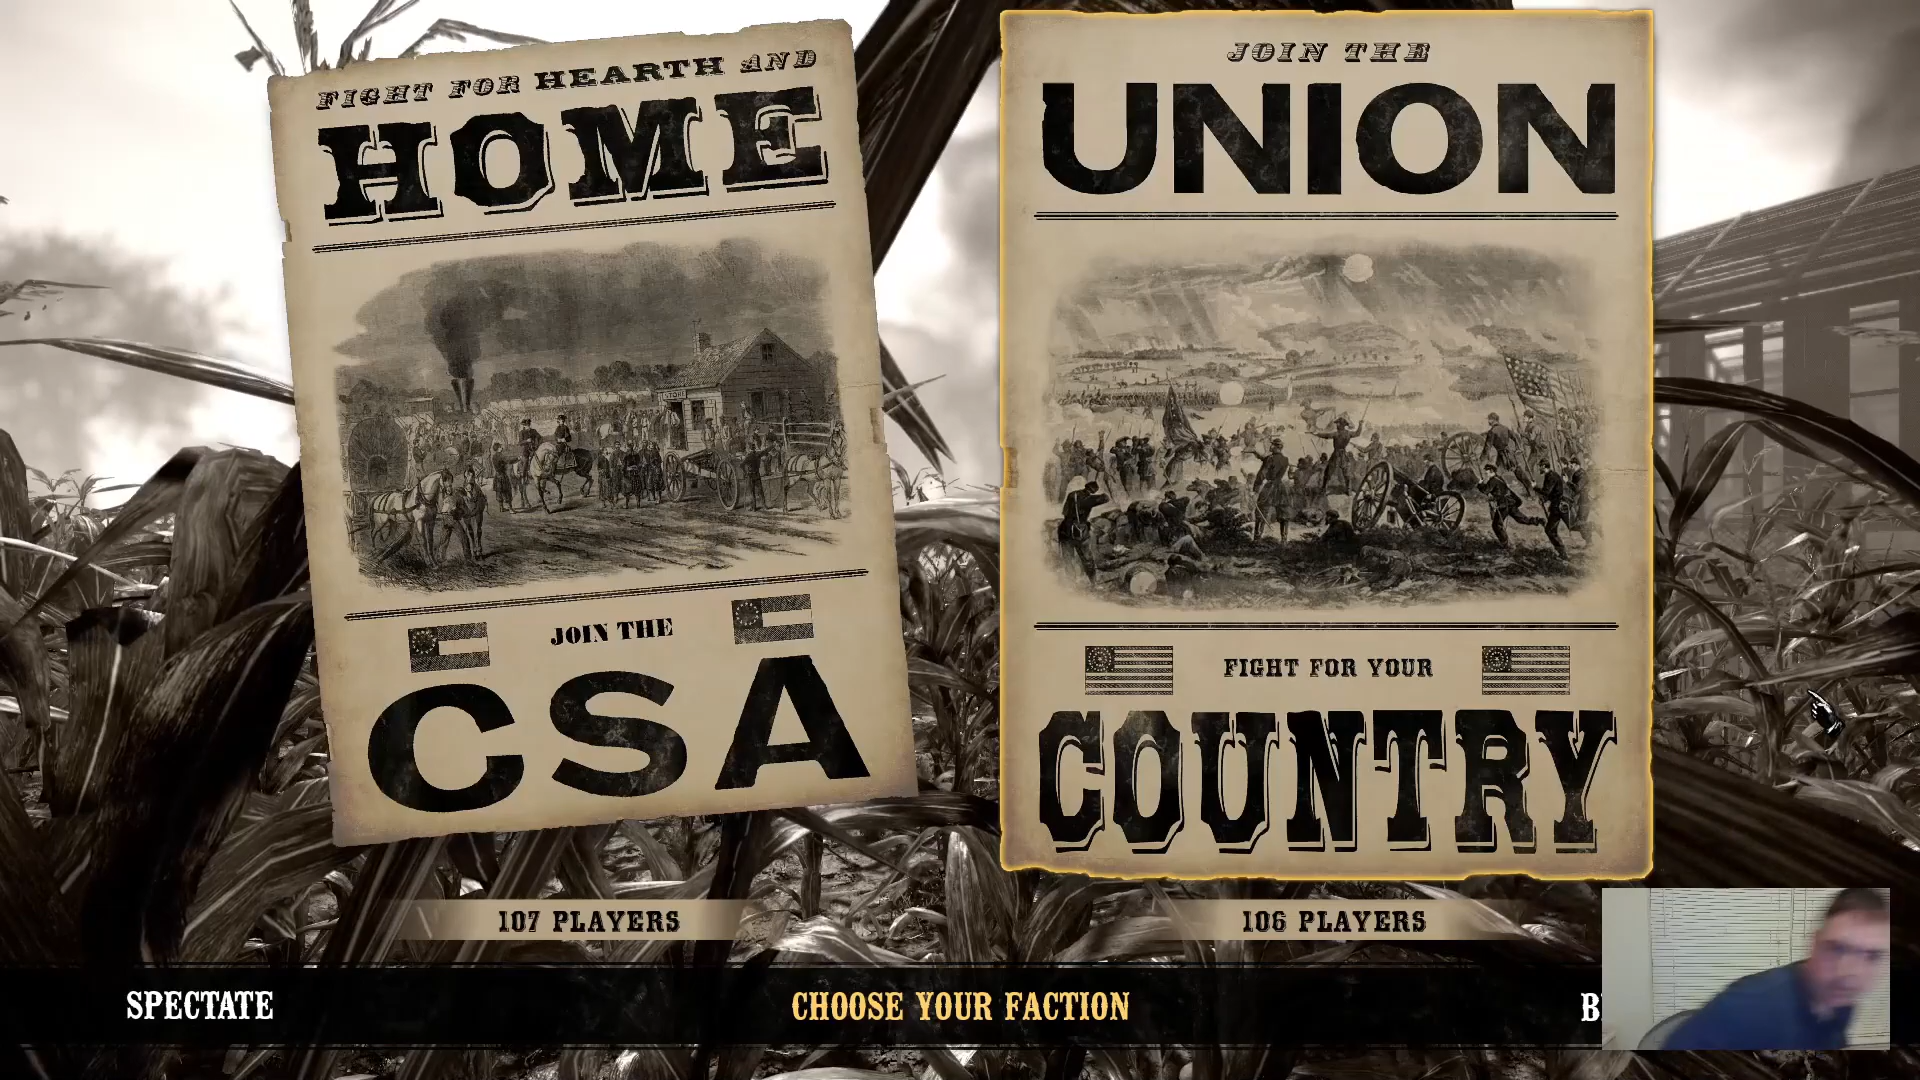 FIGHT FOR HEARTH AND
HOME
STORE
JOIN THE
CSA
JOIN THE
UNION
FIGHT FOR YOUR
COUNTRY
107 PLAYERS
106 PLAYERS
SPECTATE
CHOOSE YOUR FACTION